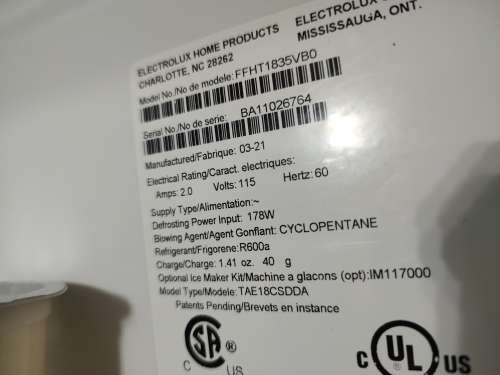 ELECTROLUX HOME PRODUCTS
CHARLOTTE, NC 28262
ELECTROLUX
MISSISSAUGA, ONT.
Model No./No de modele: FFHT1835VB0
Serial No./No de serie: BA11026764
Manufactured/Fabrique: 03-21
Electrical Rating/Caract. electriques:
Amps: 2.0 Volts: 115 Hertz: 60
Supply Type/Alimentation:~
Defrosting Power Input: 178W
Blowing Agent/Agent Gonflant: CYCLOPENTANE
Refrigerant/Frigorene:R600a
Charge/Charge: 1.41 oz. 40 g
Optional Ice Maker Kit/Machine a glacons (opt):IM117000
Model Type/Modele: TAE18CSDDA
Patents Pending/Brevets en instance
SA ®
C US
C UL US